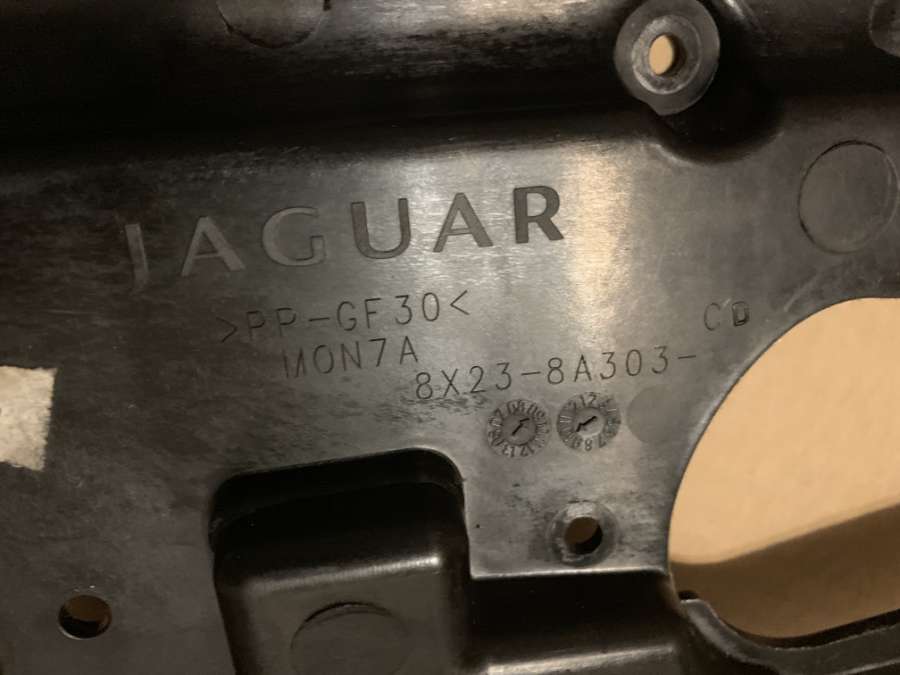 JAGUAR
>PP-GF30<
MON7A
8X23-8A303-
CD